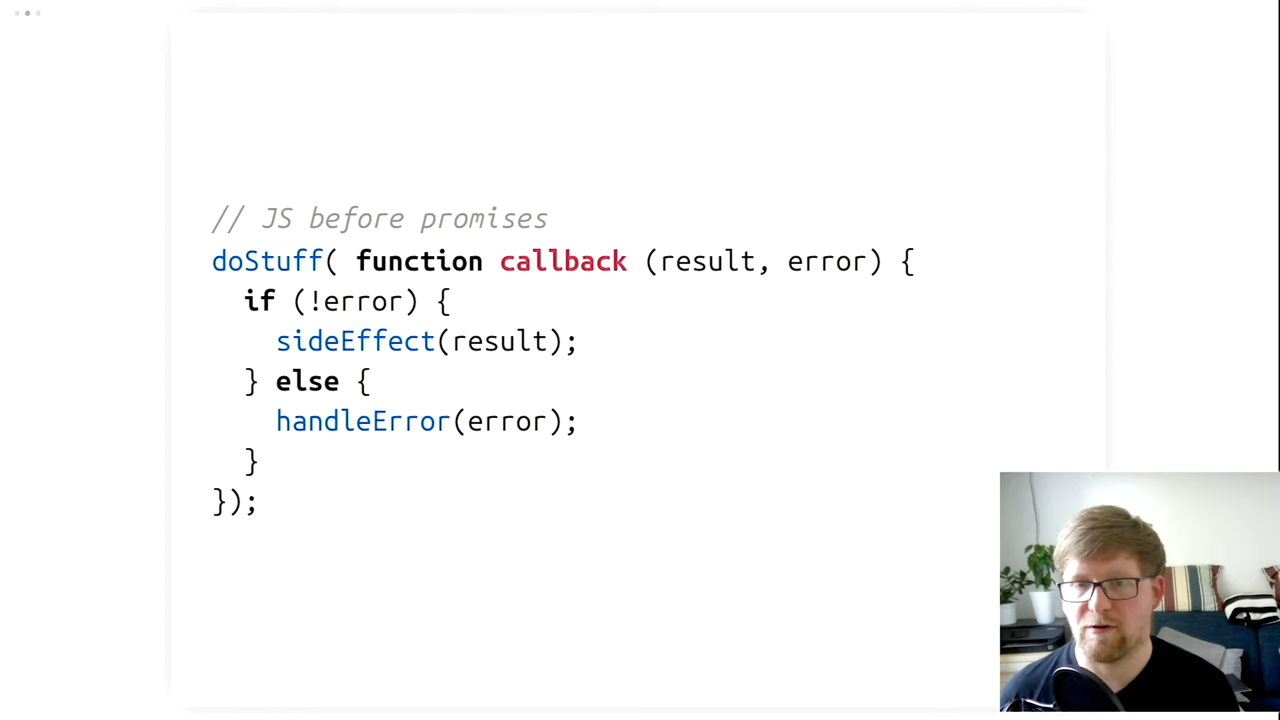 // JS before promises
doStuff( function callback (result, error) {
  if (!error) {
    sideEffect(result);
  } else {
    handleError(error);
  }
});